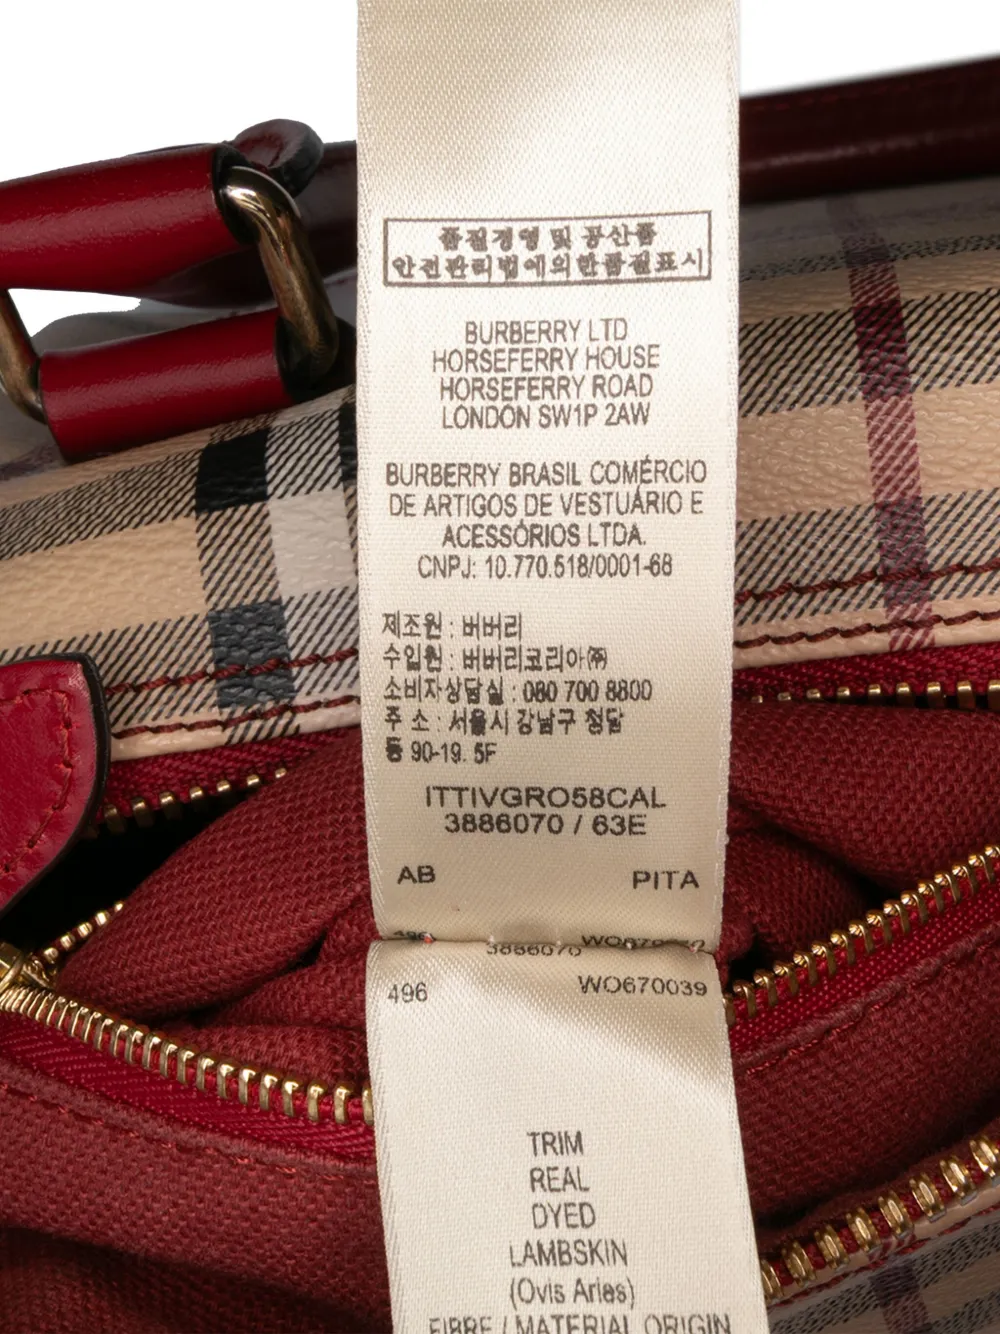 품질경영 및 공산품
안전관리법에의한품질표시
BURBERRY LTD
HORSEFERRY HOUSE
HORSEFERRY ROAD
LONDON SW1P 2AW
BURBERRY BRASIL COMÉRCIO
DE ARTIGOS DE VESTUÁRIO E
ACESSÓRIOS LTDA.
CNPJ: 10.770.518/0001-68
제조원 : 버버리
수입원 : 버버리코리아㈜
소비자상담실 : 080 700 8800
주 소 : 서울시 강남구 청담
동 90-19. 5F
ITTIVGRO58CAL
3886070 / 63E
AB PITA
496 3886070
496 WO670039
TRIM
REAL
DYED
LAMBSKIN
(Ovis Aries)
FIBRE / MATERIAL ORIGIN